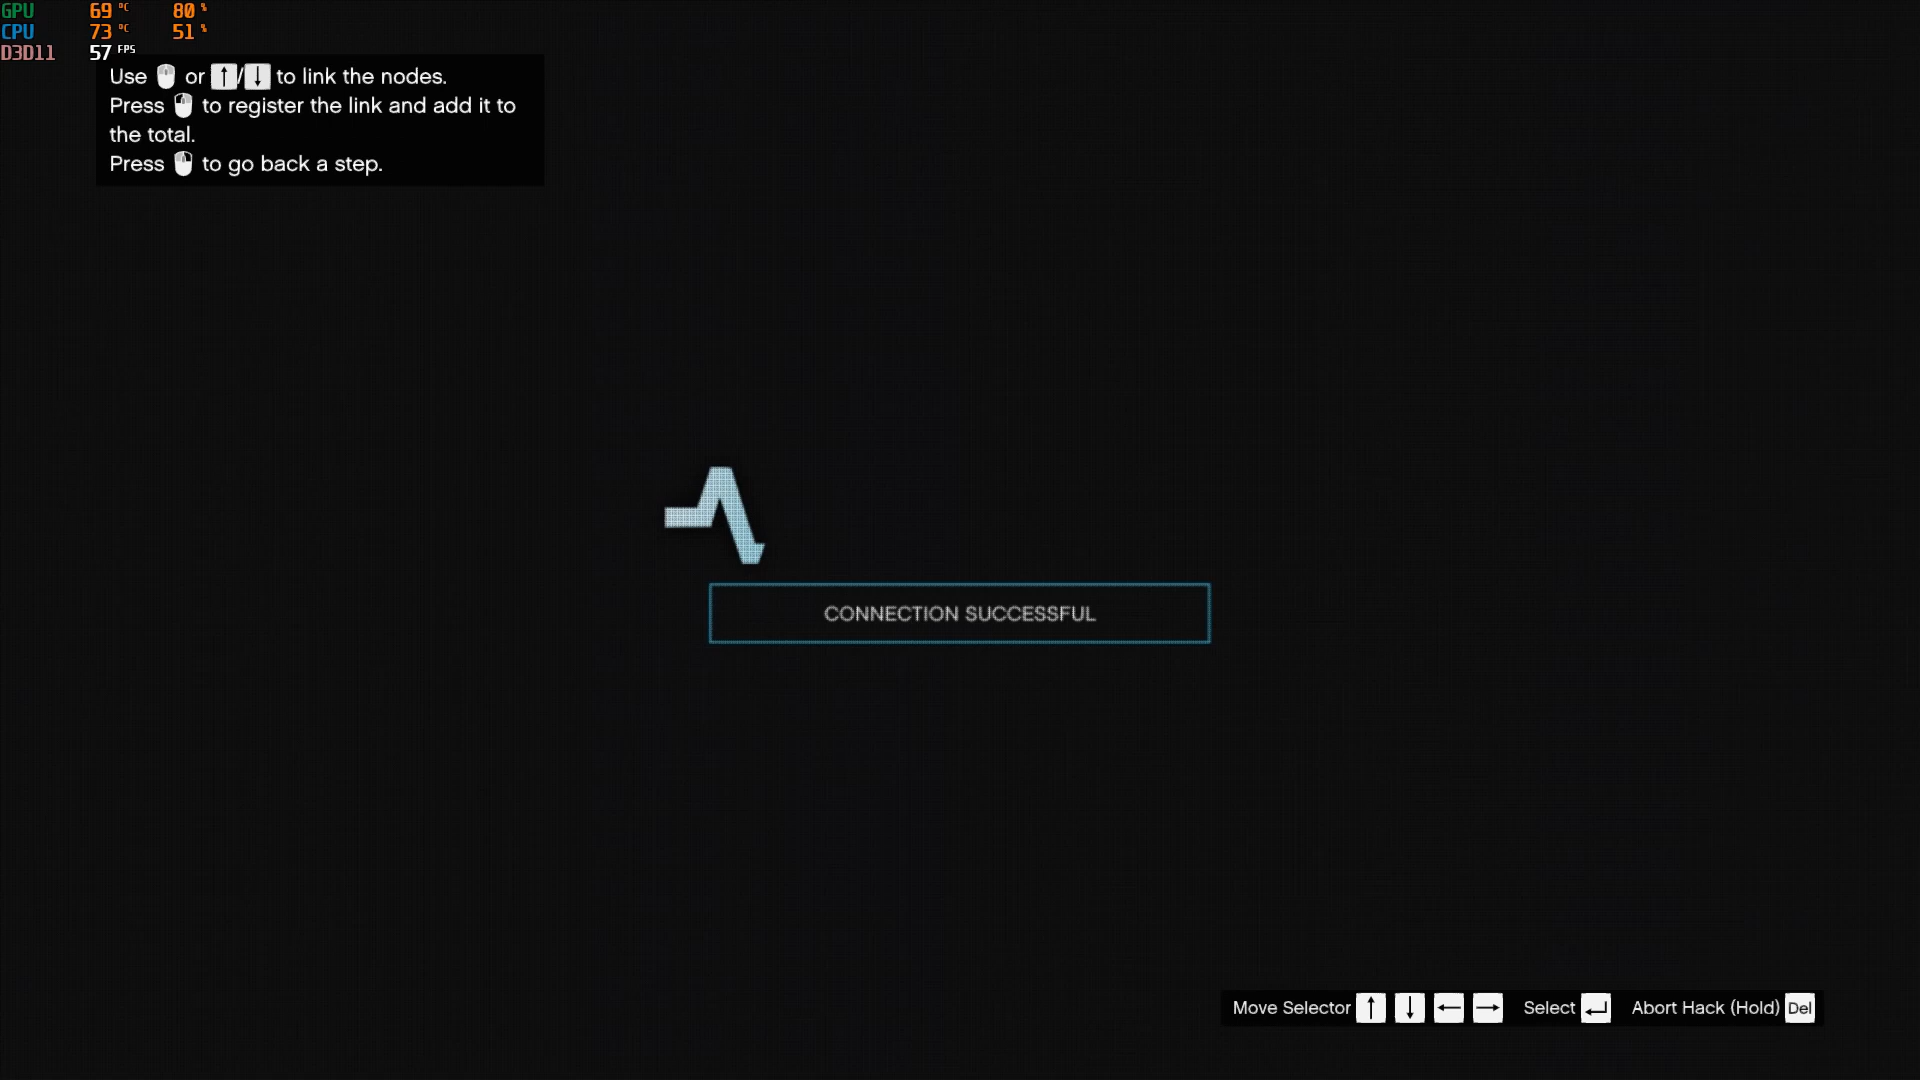 GPU 69 °C 80 %
CPU 73 °C 51 %
D3D11 57 FPS
Use or ↑/↓ to link the nodes.
Press to register the link and add it to
the total.
Press to go back a step.
CONNECTION SUCCESSFUL
Move Selector ↑ ↓ ← → Select ↵ Abort Hack (Hold) Del